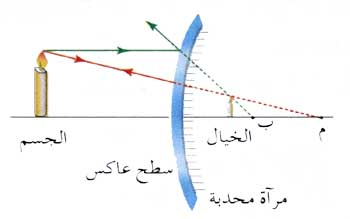 م
ب
الخيال
الجسم
سطح عاكس
مرآة محدبة